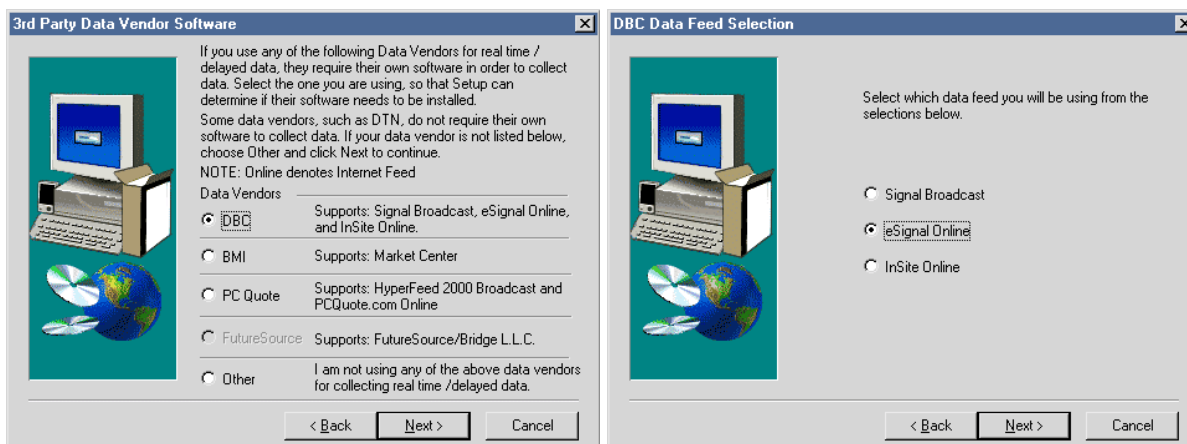 3rd Party Data Vendor Software
If you use any of the following Data Vendors for real time /
delayed data, they require their own software in order to collect
data. Select the one you are using, so that Setup can
determine if their software needs to be installed.
Some data vendors, such as DTN, do not require their own
software to collect data. If your data vendor is not listed below,
choose Other and click Next to continue.
NOTE: Online denotes Internet Feed
Data Vendors
DBC
Supports: Signal Broadcast, eSignal Online,
and InSite Online.
BMI
Supports: Market Center
PC Quote
Supports: HyperFeed 2000 Broadcast and
PCQuote.com Online
FutureSource
Supports: FutureSource/Bridge L.L.C.
Other
I am not using any of the above data vendors
for collecting real time /delayed data.
< Back
Next >
Cancel
DBC Data Feed Selection
Select which data feed you will be using from the
selections below.
Signal Broadcast
eSignal Online
InSite Online
< Back
Next >
Cancel